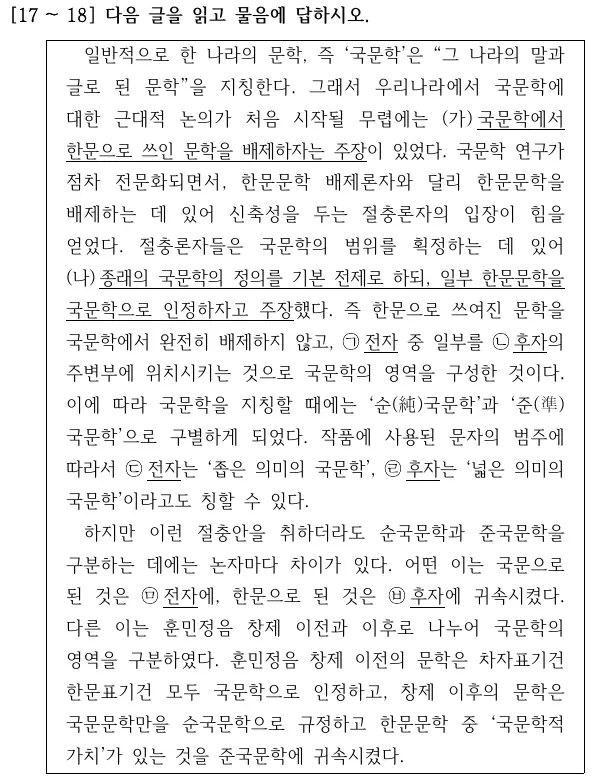 [17 ~ 18] 다음 글을 읽고 물음에 답하시오.
일반적으로 한 나라의 문학, 즉 ‘국문학’은 “그 나라의 말과
글로 된 문학”을 지칭한다. 그래서 우리나라에서 국문학에
대한 근대적 논의가 처음 시작될 무렵에는 (가) 국문학에서
한문으로 쓰인 문학을 배제하자는 주장이 있었다. 국문학 연구가
점차 전문화되면서, 한문문학 배제론자와 달리 한문문학을
배제하는 데 있어 신축성을 두는 절충론자의 입장이 힘을
얻었다. 절충론자들은 국문학의 범위를 획정하는 데 있어
(나) 종래의 국문학의 정의를 기본 전제로 하되, 일부 한문문학을
국문학으로 인정하자고 주장했다. 즉 한문으로 쓰여진 문학을
국문학에서 완전히 배제하지 않고, ㉠ 전자 중 일부를 ㉡ 후자의
주변부에 위치시키는 것으로 국문학의 영역을 구성한 것이다.
이에 따라 국문학을 지칭할 때에는 ‘순(純)국문학’과 ‘준(準)
국문학’으로 구별하게 되었다. 작품에 사용된 문자의 범주에
따라서 ㉢ 전자는 ‘좁은 의미의 국문학’, ㉣ 후자는 ‘넓은 의미의
국문학’이라고도 칭할 수 있다.
하지만 이런 절충안을 취하더라도 순국문학과 준국문학을
구분하는 데에는 논자마다 차이가 있다. 어떤 이는 국문으로
된 것은 ㉤ 전자에, 한문으로 된 것은 ㉥ 후자에 귀속시켰다.
다른 이는 훈민정음 창제 이전과 이후로 나누어 국문학의
영역을 구분하였다. 훈민정음 창제 이전의 문학은 차자표기건
한문표기건 모두 국문학으로 인정하고, 창제 이후의 문학은
국문문학만을 순국문학으로 규정하고 한문문학 중 ‘국문학적
가치’가 있는 것을 준국문학에 귀속시켰다.